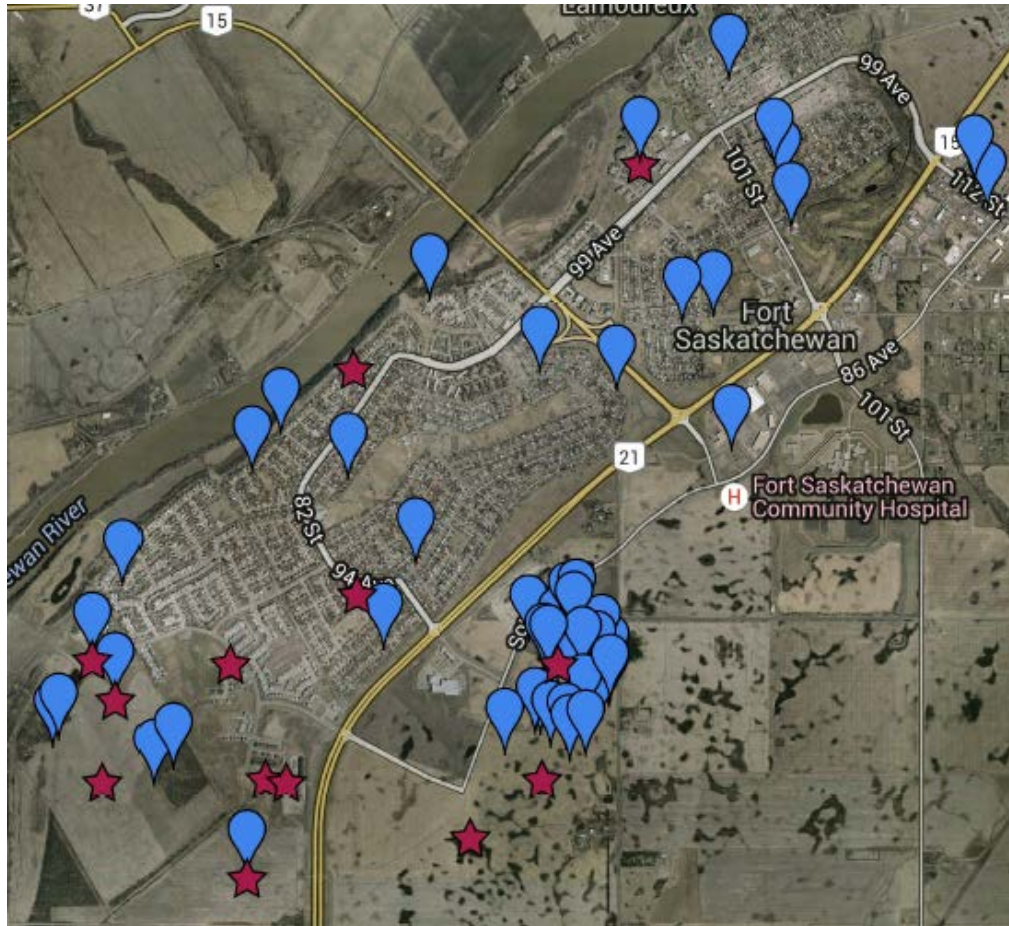 37
15
Lamoureux
99 Ave
15
101 St
112 St
99 Ave
Fort
Saskatchewan
86 Ave
101 St
21
H Fort Saskatchewan
Community Hospital
82 St
ewan River
94 Ave